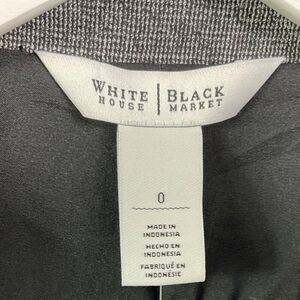 WHITE | BLACK
HOUSE | MARKET
0
MADE IN
INDONESIA
HECHO EN
INDONESIA
FABRIQUÉ EN
INDONÉSIE